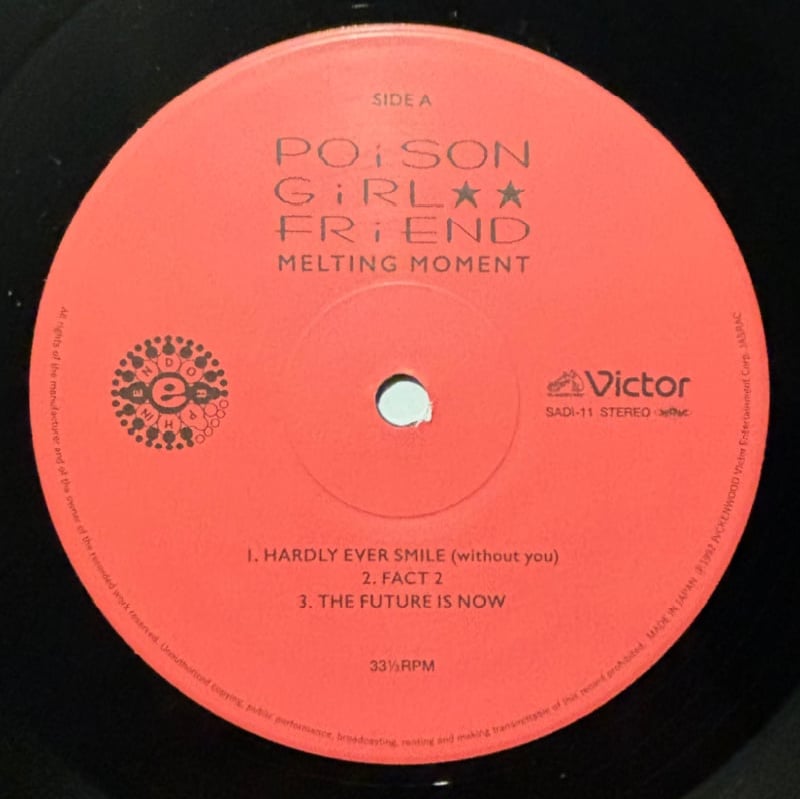 SIDE A
POiSON
GiRL★★
FRiEND
MELTING MOMENT
ENDORPHIN
e
Victor
SADI-11 STEREO
1. HARDLY EVER SMILE (without you)
2. FACT 2
3. THE FUTURE IS NOW
33⅓RPM
All rights of the manufacturer and of the owner of the recorded work reserved. Unauthorized copying, public performance, broadcasting, renting and making transmittable of this record prohibited. MADE IN JAPAN ℗1992 JVCKENWOOD Victor Entertainment Corp. JASRAC